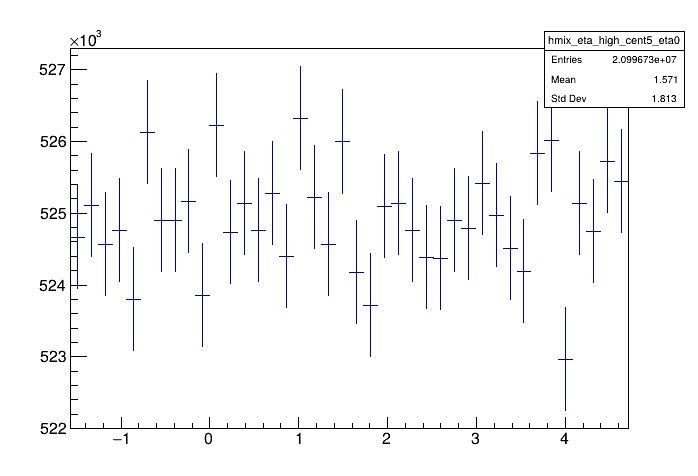 ×10³
hmix_eta_high_cent5_eta0
Entries 2.099673e+07
Mean 1.571
Std Dev 1.813
527
526
525
524
523
522
−1 0 1 2 3 4